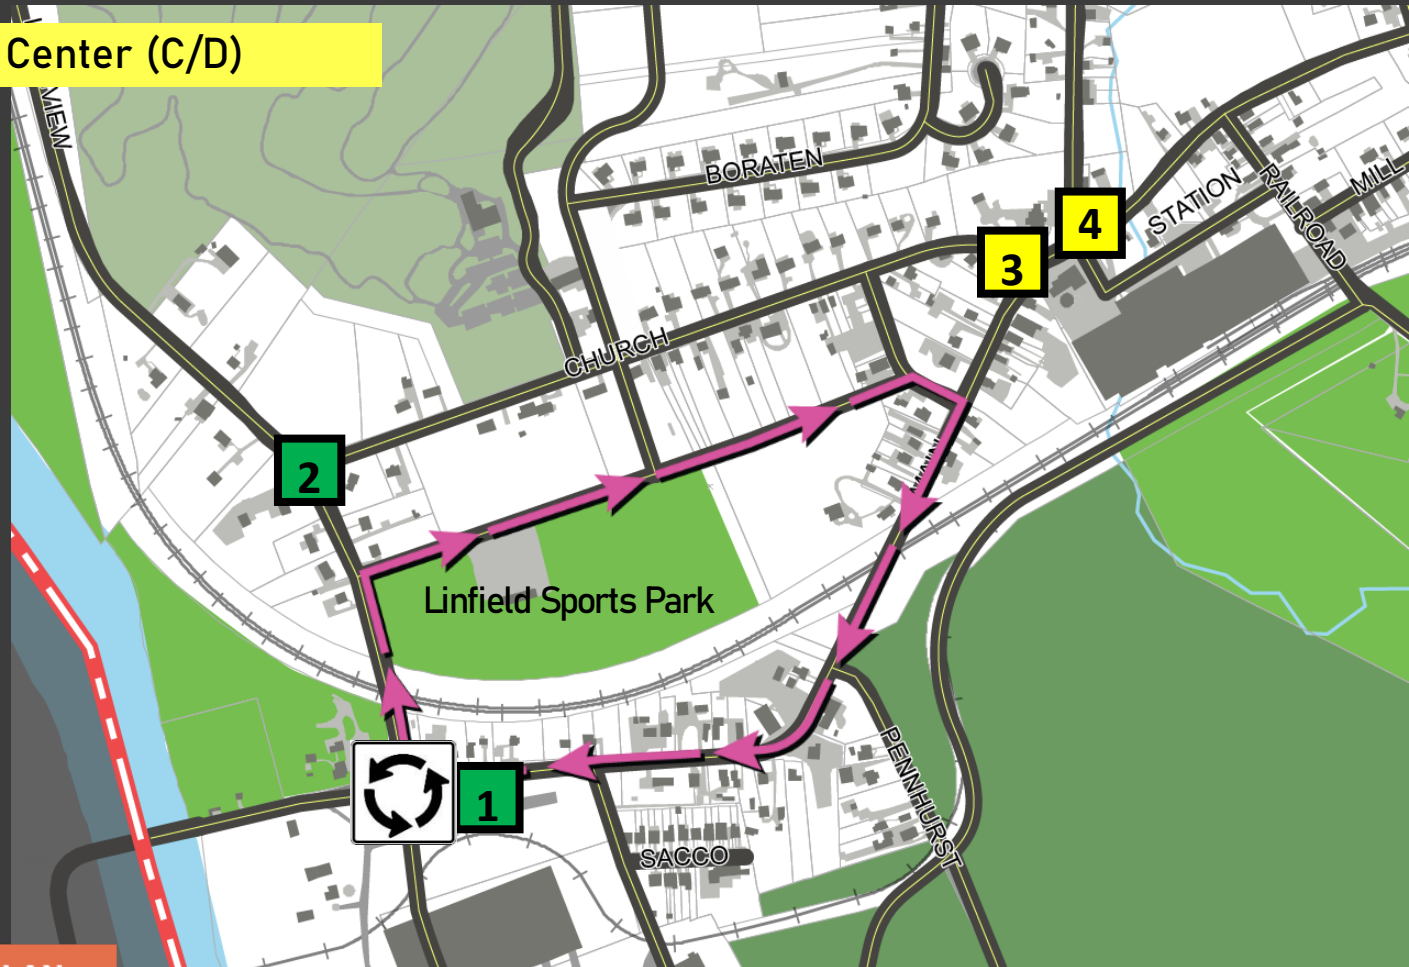 Center (C/D)
VIEW
BORATEN
STATION
RAILROAD
MILL
4
3
CHURCH
2
Linfield Sports Park
PENNHURST
1
SACCO